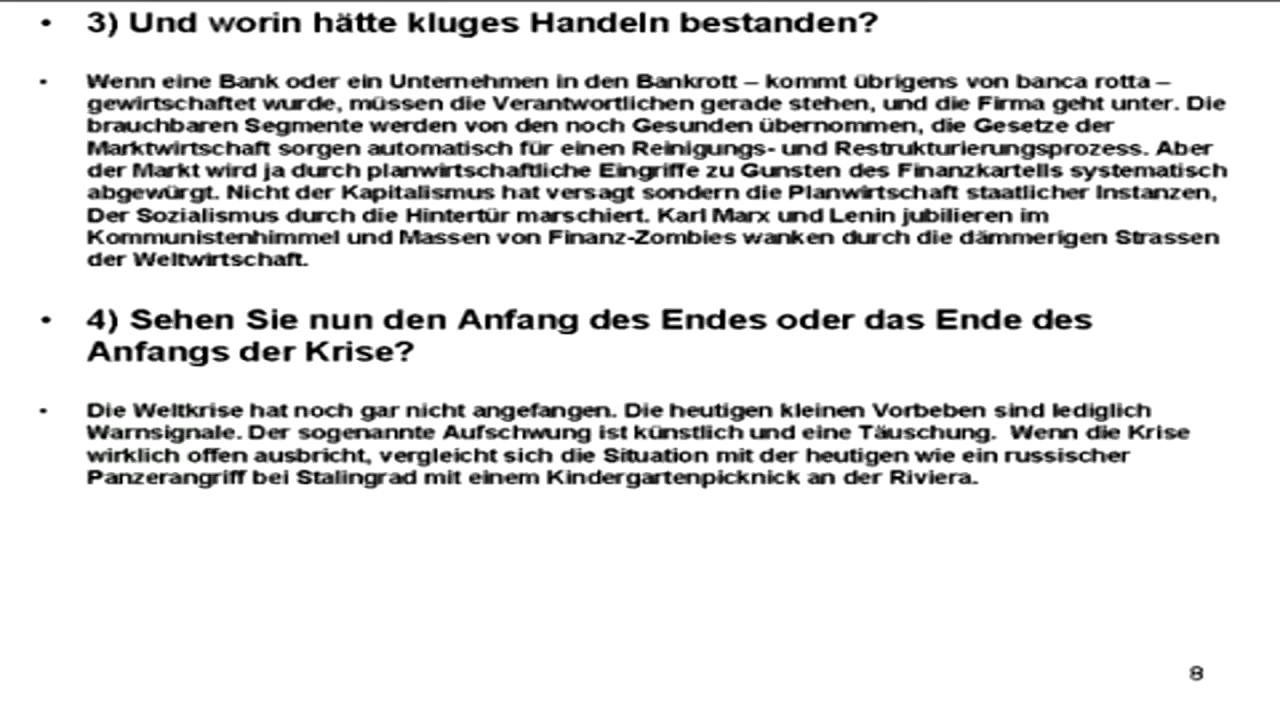 • 3) Und worin hätte kluges Handeln bestanden?
• Wenn eine Bank oder ein Unternehmen in den Bankrott – kommt übrigens von banca rotta –
gewirtschaftet wurde, müssen die Verantwortlichen gerade stehen, und die Firma geht unter. Die
brauchbaren Segmente werden von den noch Gesunden übernommen, die Gesetze der
Marktwirtschaft sorgen automatisch für einen Reinigungs- und Restrukturierungsprozess. Aber
der Markt wird ja durch planwirtschaftliche Eingriffe zu Gunsten des Finanzkartells systematisch
abgewürgt. Nicht der Kapitalismus hat versagt sondern die Planwirtschaft staatlicher Instanzen,
Der Sozialismus durch die Hintertür marschiert. Karl Marx und Lenin jubilieren im
Kommunistenhimmel und Massen von Finanz-Zombies wanken durch die dämmerigen Strassen
der Weltwirtschaft.
• 4) Sehen Sie nun den Anfang des Endes oder das Ende des
Anfangs der Krise?
• Die Weltkrise hat noch gar nicht angefangen. Die heutigen kleinen Vorbeben sind lediglich
Warnsignale. Der sogenannte Aufschwung ist künstlich und eine Täuschung.  Wenn die Krise
wirklich offen ausbricht, vergleicht sich die Situation mit der heutigen wie ein russischer
Panzerangriff bei Stalingrad mit einem Kindergartenpicknick an der Riviera.
8